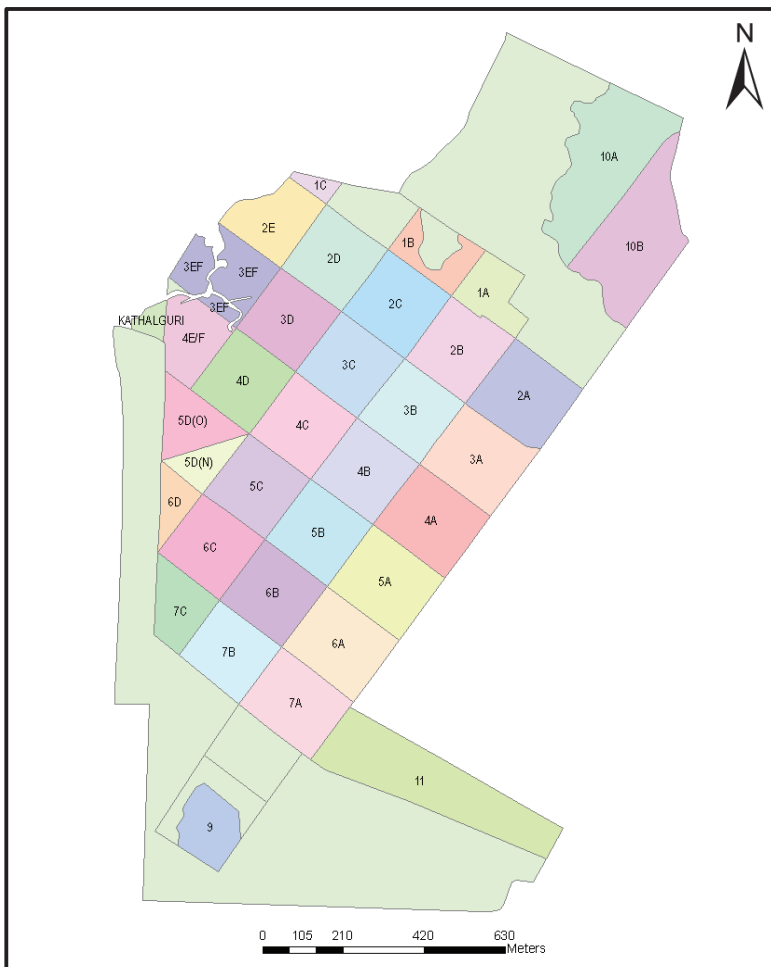 N
10A
10B
1C
2E
1B
2D
3EF
3EF
1A
2C
3EF
3D
KATHALGURI
4E/F
2B
3C
4D
2A
3B
5D(O)
4C
3A
5D(N)
4B
5C
6D
4A
5B
6C
5A
6B
7C
6A
7B
7A
11
9
0 105 210 420 630
Meters